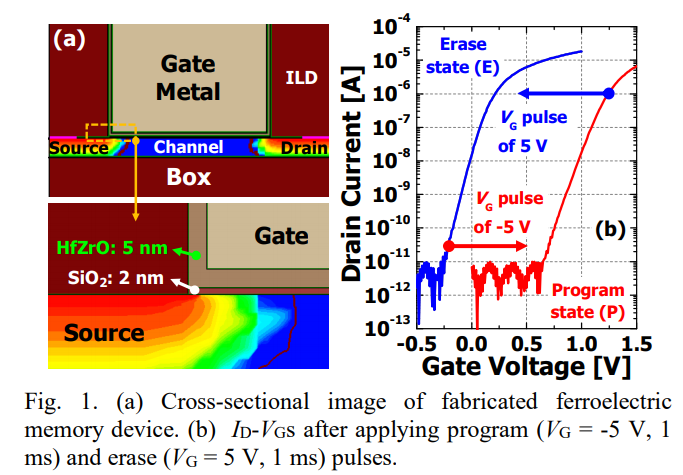 (a)
Gate
Metal
ILD
Source
Channel
Drain
Box
HfZrO: 5 nm
Gate
SiO₂: 2 nm
Source
Drain Current [A]
10⁻⁴
10⁻⁵
10⁻⁶
10⁻⁷
10⁻⁸
10⁻⁹
10⁻¹⁰
10⁻¹¹
10⁻¹²
10⁻¹³
Erase
state (E)
V_G pulse
of 5 V
V_G pulse
of -5 V
(b)
Program
state (P)
-0.5 0.0 0.5 1.0 1.5
Gate Voltage [V]
Fig. 1. (a) Cross-sectional image of fabricated ferroelectric
memory device. (b) I_D-V_Gs after applying program (V_G = -5 V, 1
ms) and erase (V_G = 5 V, 1 ms) pulses.